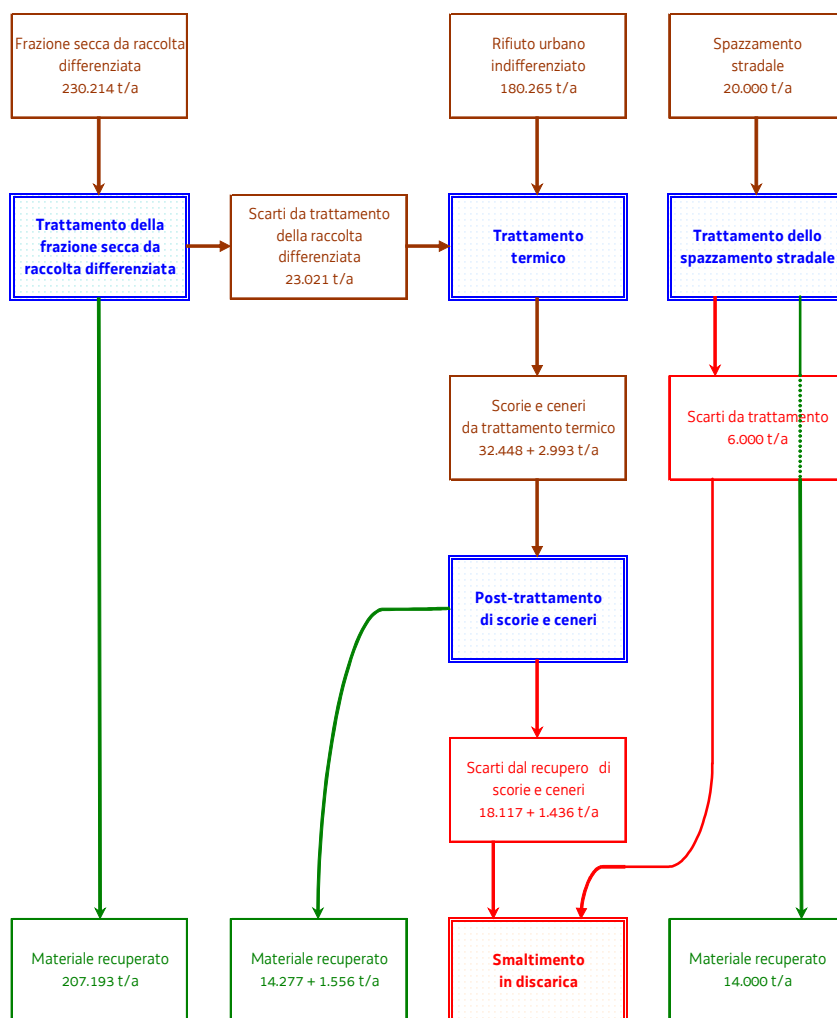 Frazione secca da raccolta
differenziata
230.214 t/a
Rifiuto urbano
indifferenziato
180.265 t/a
Spazzamento
stradale
20.000 t/a
Trattamento della
frazione secca da
raccolta differenziata
Scarti da trattamento
della raccolta
differenziata
23.021 t/a
Trattamento
termico
Trattamento dello
spazzamento stradale
Scorie e ceneri
da trattamento termico
32.448 + 2.993 t/a
Scarti da trattamento
6.000 t/a
Post-trattamento
di scorie e ceneri
Scarti dal recupero di
scorie e ceneri
18.117 + 1.436 t/a
Materiale recuperato
207.193 t/a
Materiale recuperato
14.277 + 1.556 t/a
Smaltimento
in discarica
Materiale recuperato
14.000 t/a